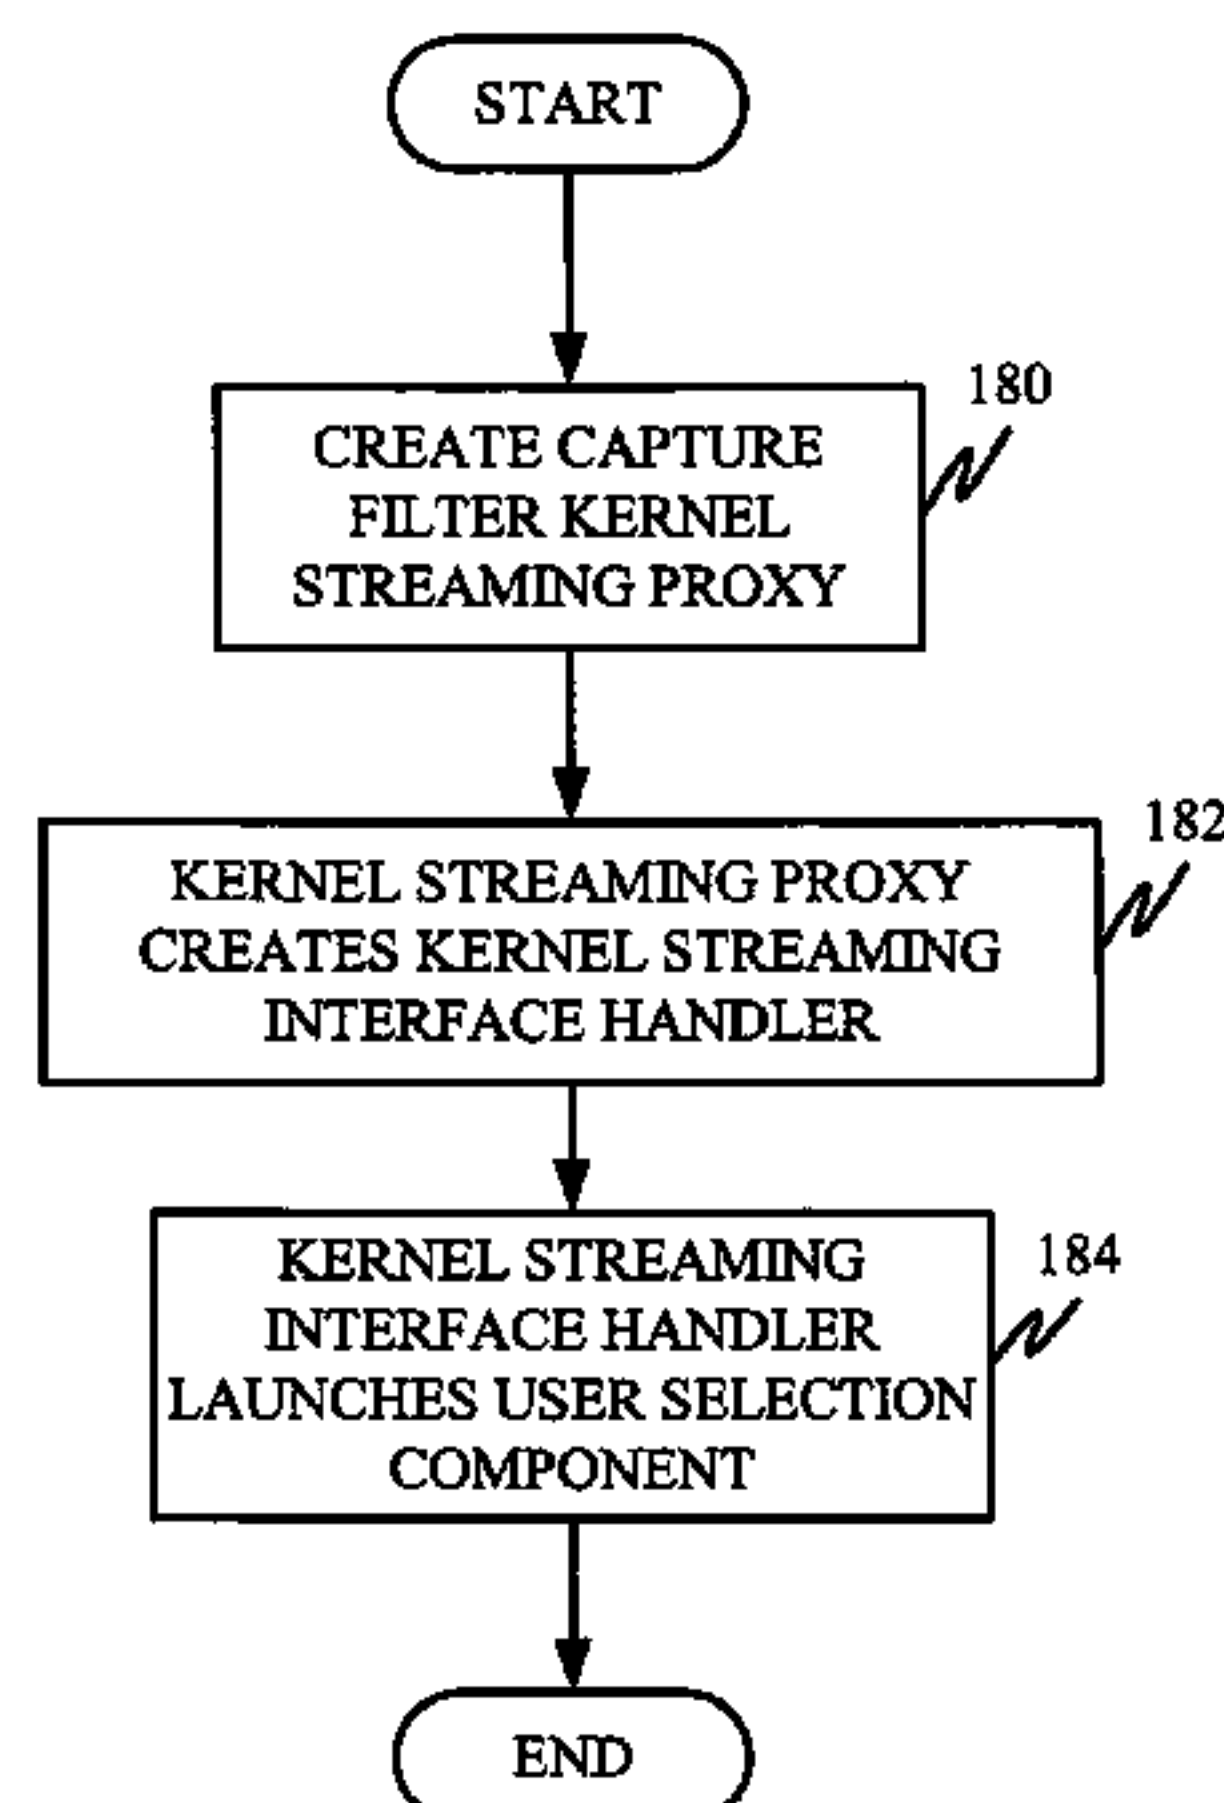 START
180
CREATE CAPTURE
FILTER KERNEL
STREAMING PROXY
182
KERNEL STREAMING PROXY
CREATES KERNEL STREAMING
INTERFACE HANDLER
184
KERNEL STREAMING
INTERFACE HANDLER
LAUNCHES USER SELECTION
COMPONENT
END